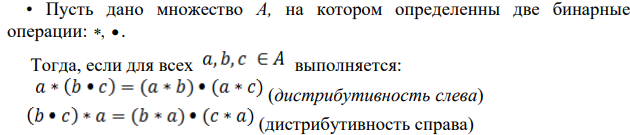 • Пусть дано множество A, на котором определенны две бинарные
операции: *, •.
Тогда, если для всех a, b, c ∈ A выполняется:
a * (b • c) = (a * b) • (a * c) (дистрибутивность слева)
(b • c) * a = (b * a) • (c * a) (дистрибутивность справа)